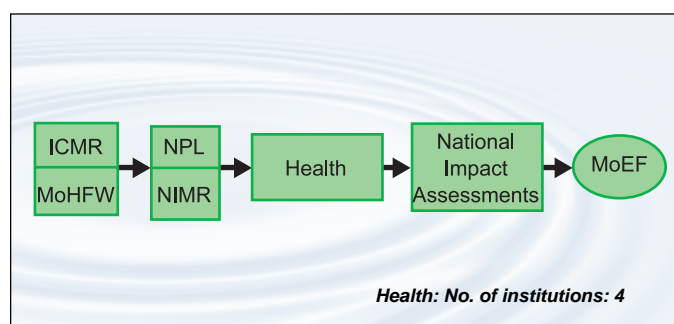 ICMR
MoHFW
NPL
NIMR
Health
National
Impact
Assessments
MoEF
Health: No. of institutions: 4